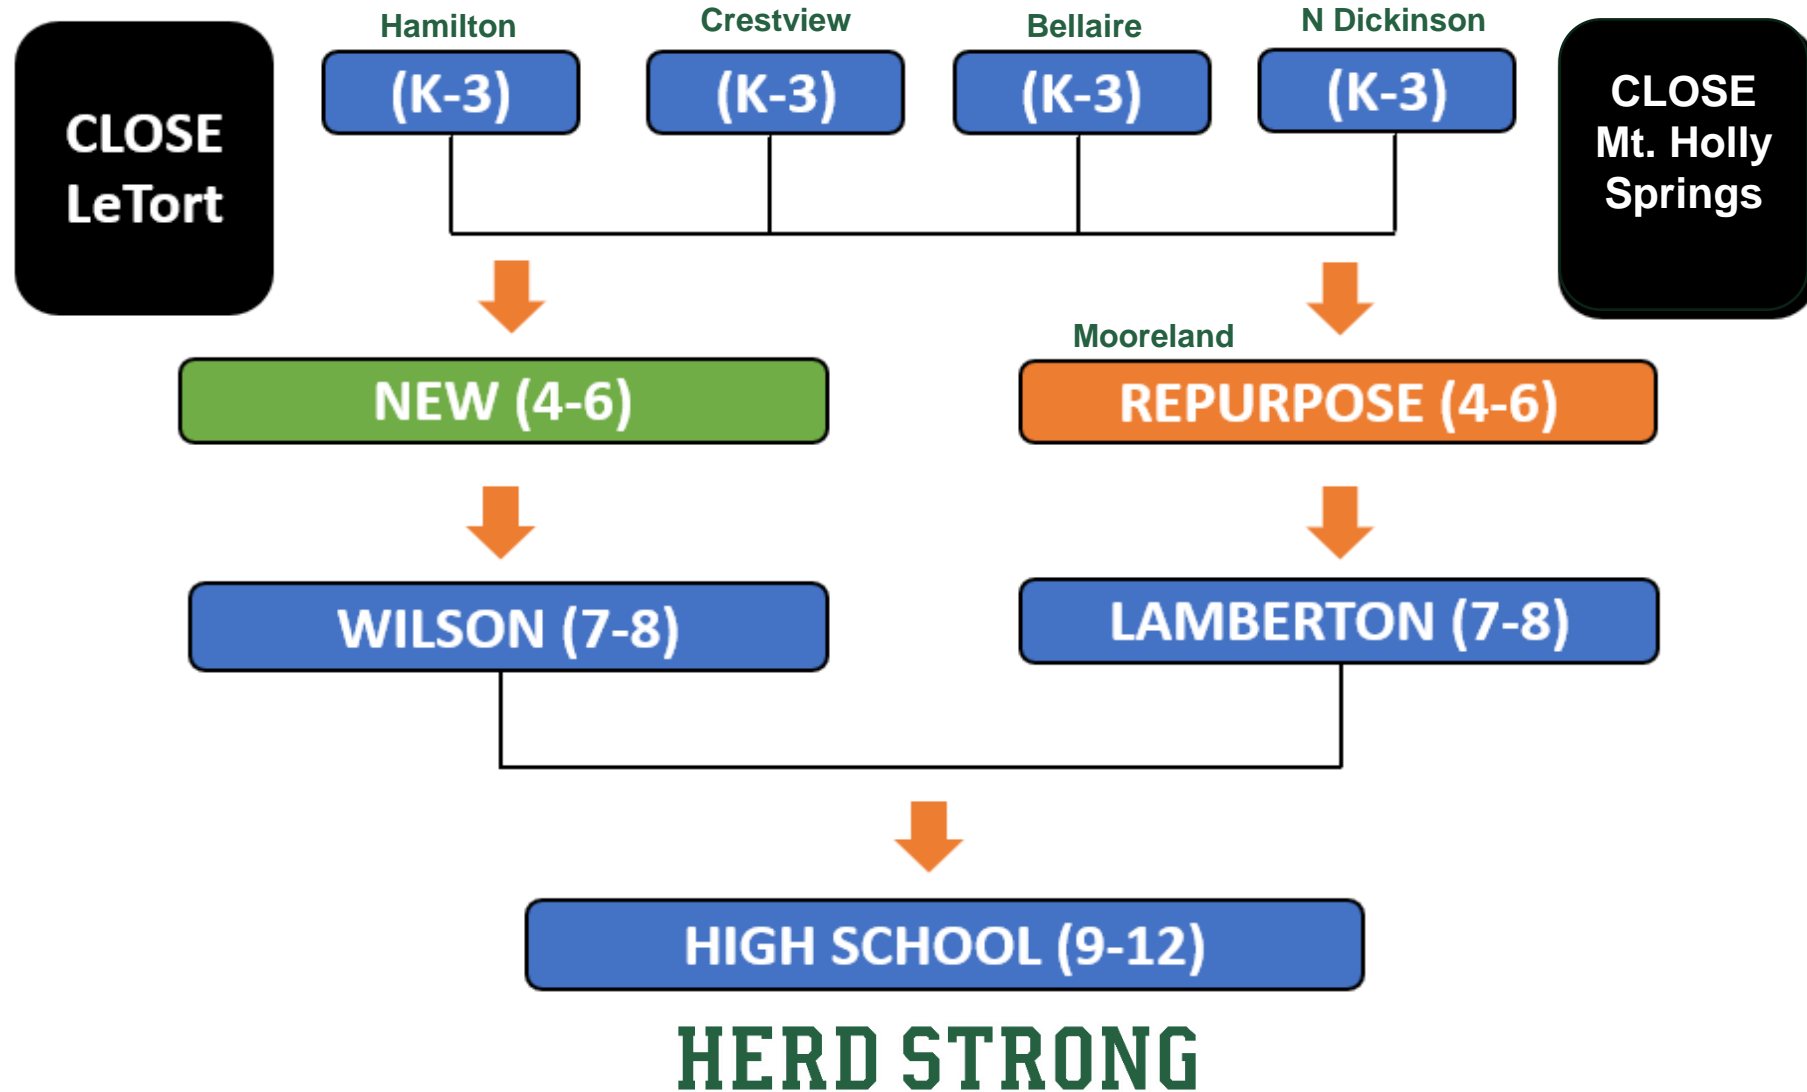 Hamilton
Crestview
Bellaire
N Dickinson
CLOSE
LeTort
(K-3)
(K-3)
(K-3)
(K-3)
CLOSE
Mt. Holly
Springs
Mooreland
NEW (4-6)
REPURPOSE (4-6)
WILSON (7-8)
LAMBERTON (7-8)
HIGH SCHOOL (9-12)
HERD STRONG